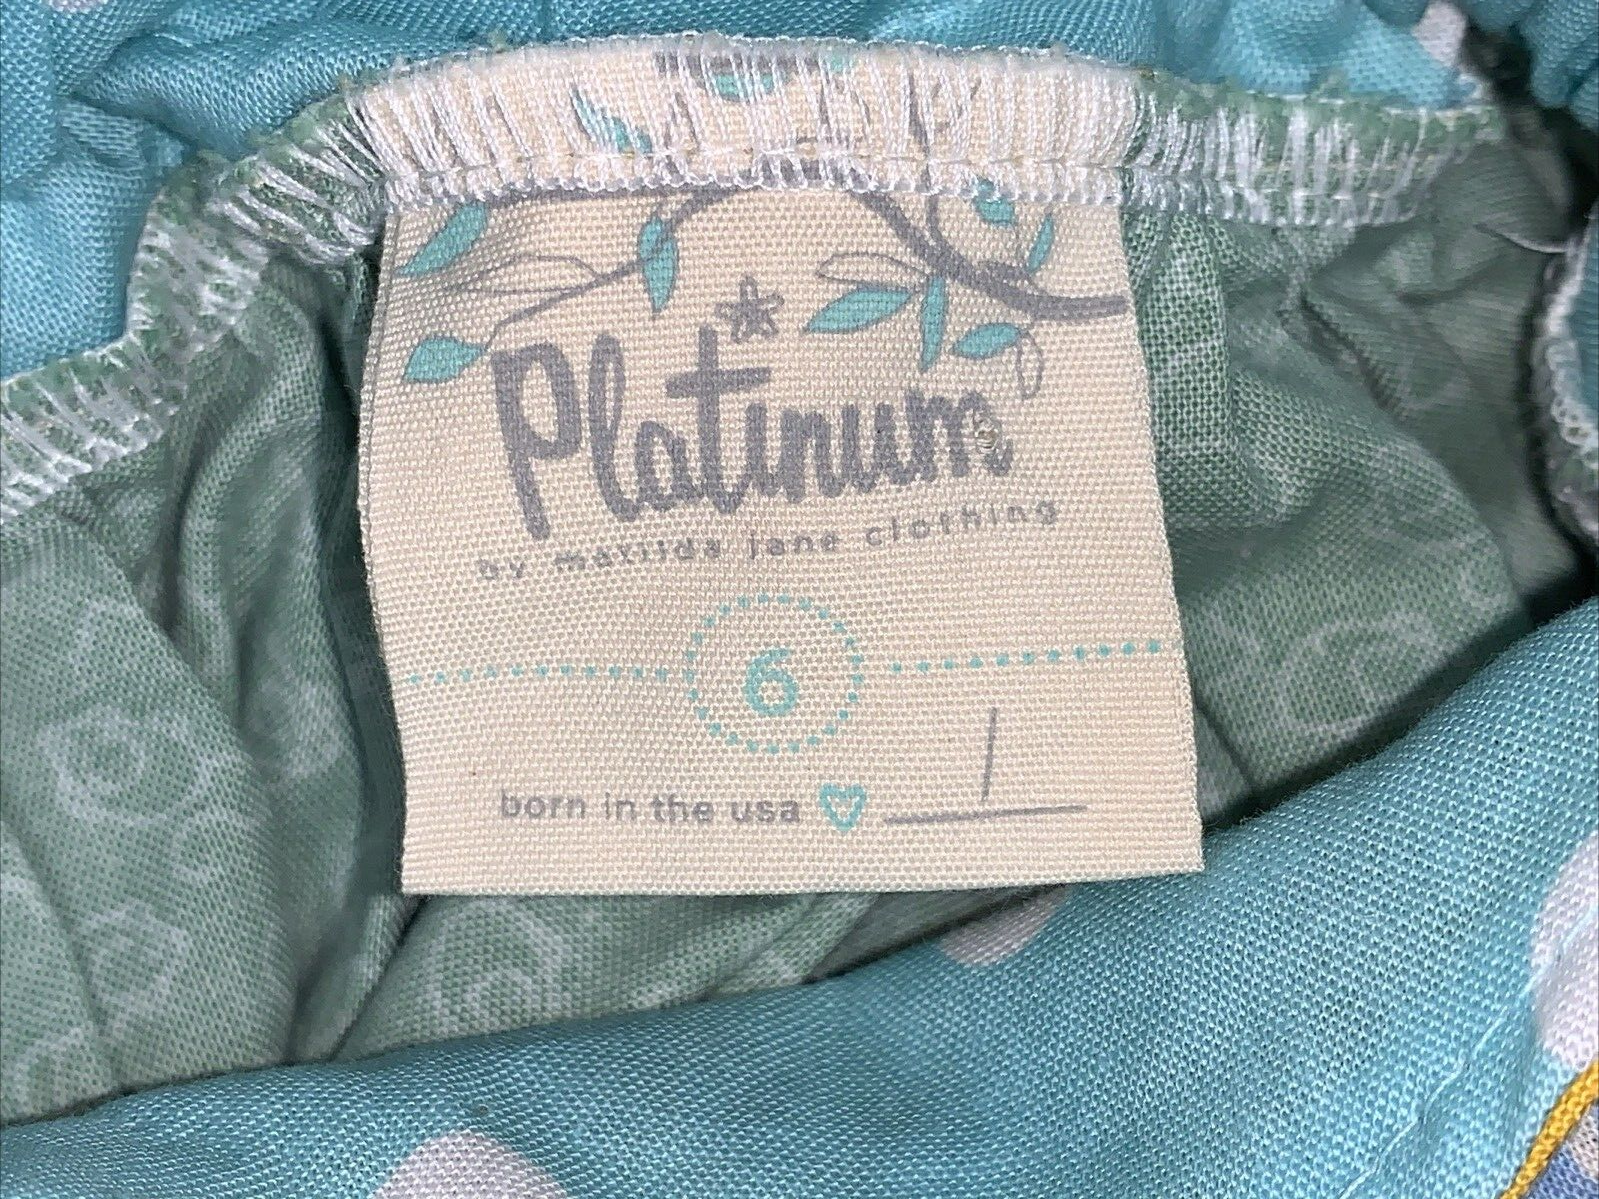 Platinum
by matilda jane clothing
6
born in the usa